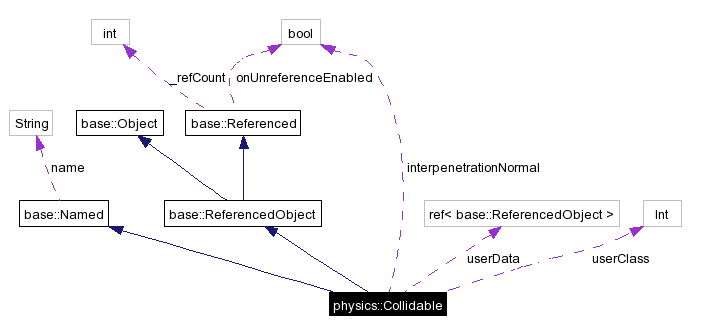 int
bool
_refCount
onUnreferenceEnabled
String
base::Object
base::Referenced
name
interpenetrationNormal
base::Named
base::ReferencedObject
ref< base::ReferencedObject >
Int
userData
userClass
physics::Collidable